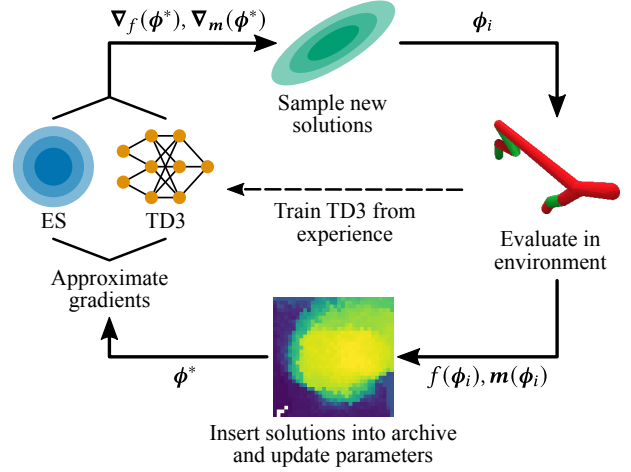 ∇f(ϕ*), ∇m(ϕ*)
ϕi
Sample new
solutions
ES
TD3
Train TD3 from
experience
Evaluate in
environment
Approximate
gradients
ϕ*
f(ϕi), m(ϕi)
Insert solutions into archive
and update parameters